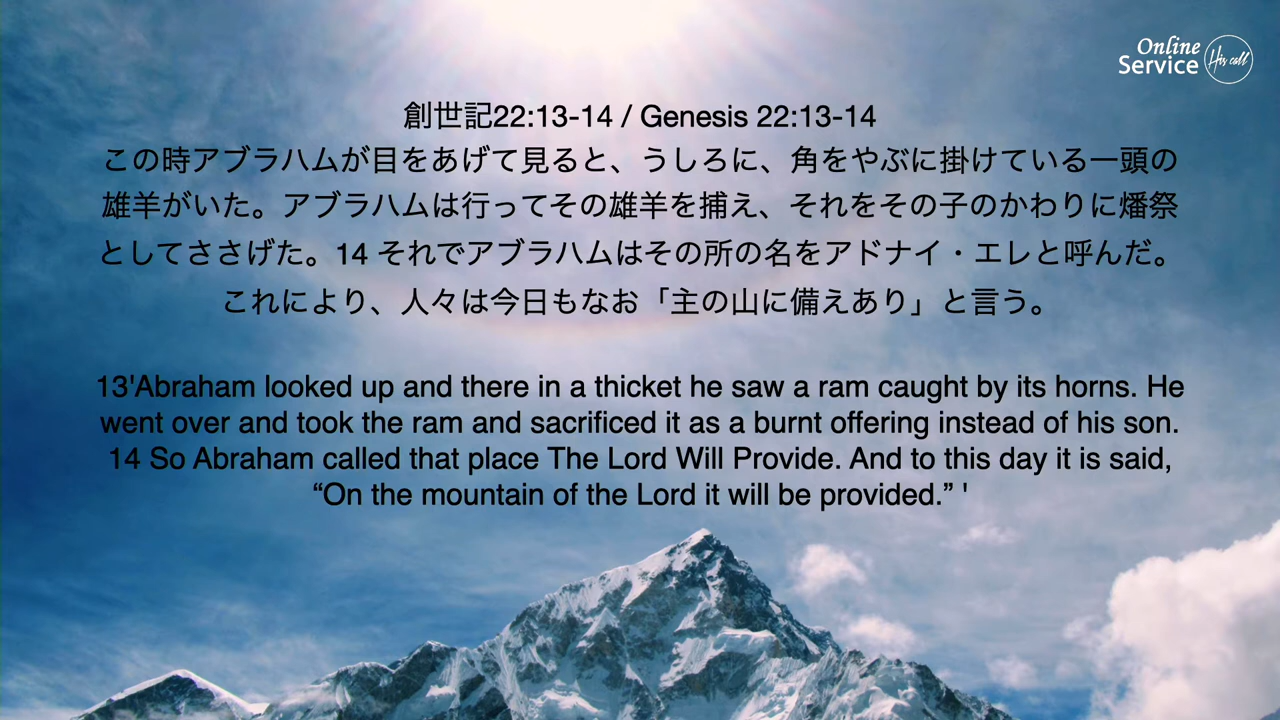 Online
Service
His call
創世記22:13-14 / Genesis 22:13-14
この時アブラハムが目をあげて見ると、うしろに、角をやぶに掛けている一頭の
雄羊がいた。アブラハムは行ってその雄羊を捕え、それをその子のかわりに燔祭
としてささげた。14 それでアブラハムはその所の名をアドナイ・エレと呼んだ。
これにより、人々は今日もなお「主の山に備えあり」と言う。
13'Abraham looked up and there in a thicket he saw a ram caught by its horns. He
went over and took the ram and sacrificed it as a burnt offering instead of his son.
14 So Abraham called that place The Lord Will Provide. And to this day it is said,
“On the mountain of the Lord it will be provided.” '